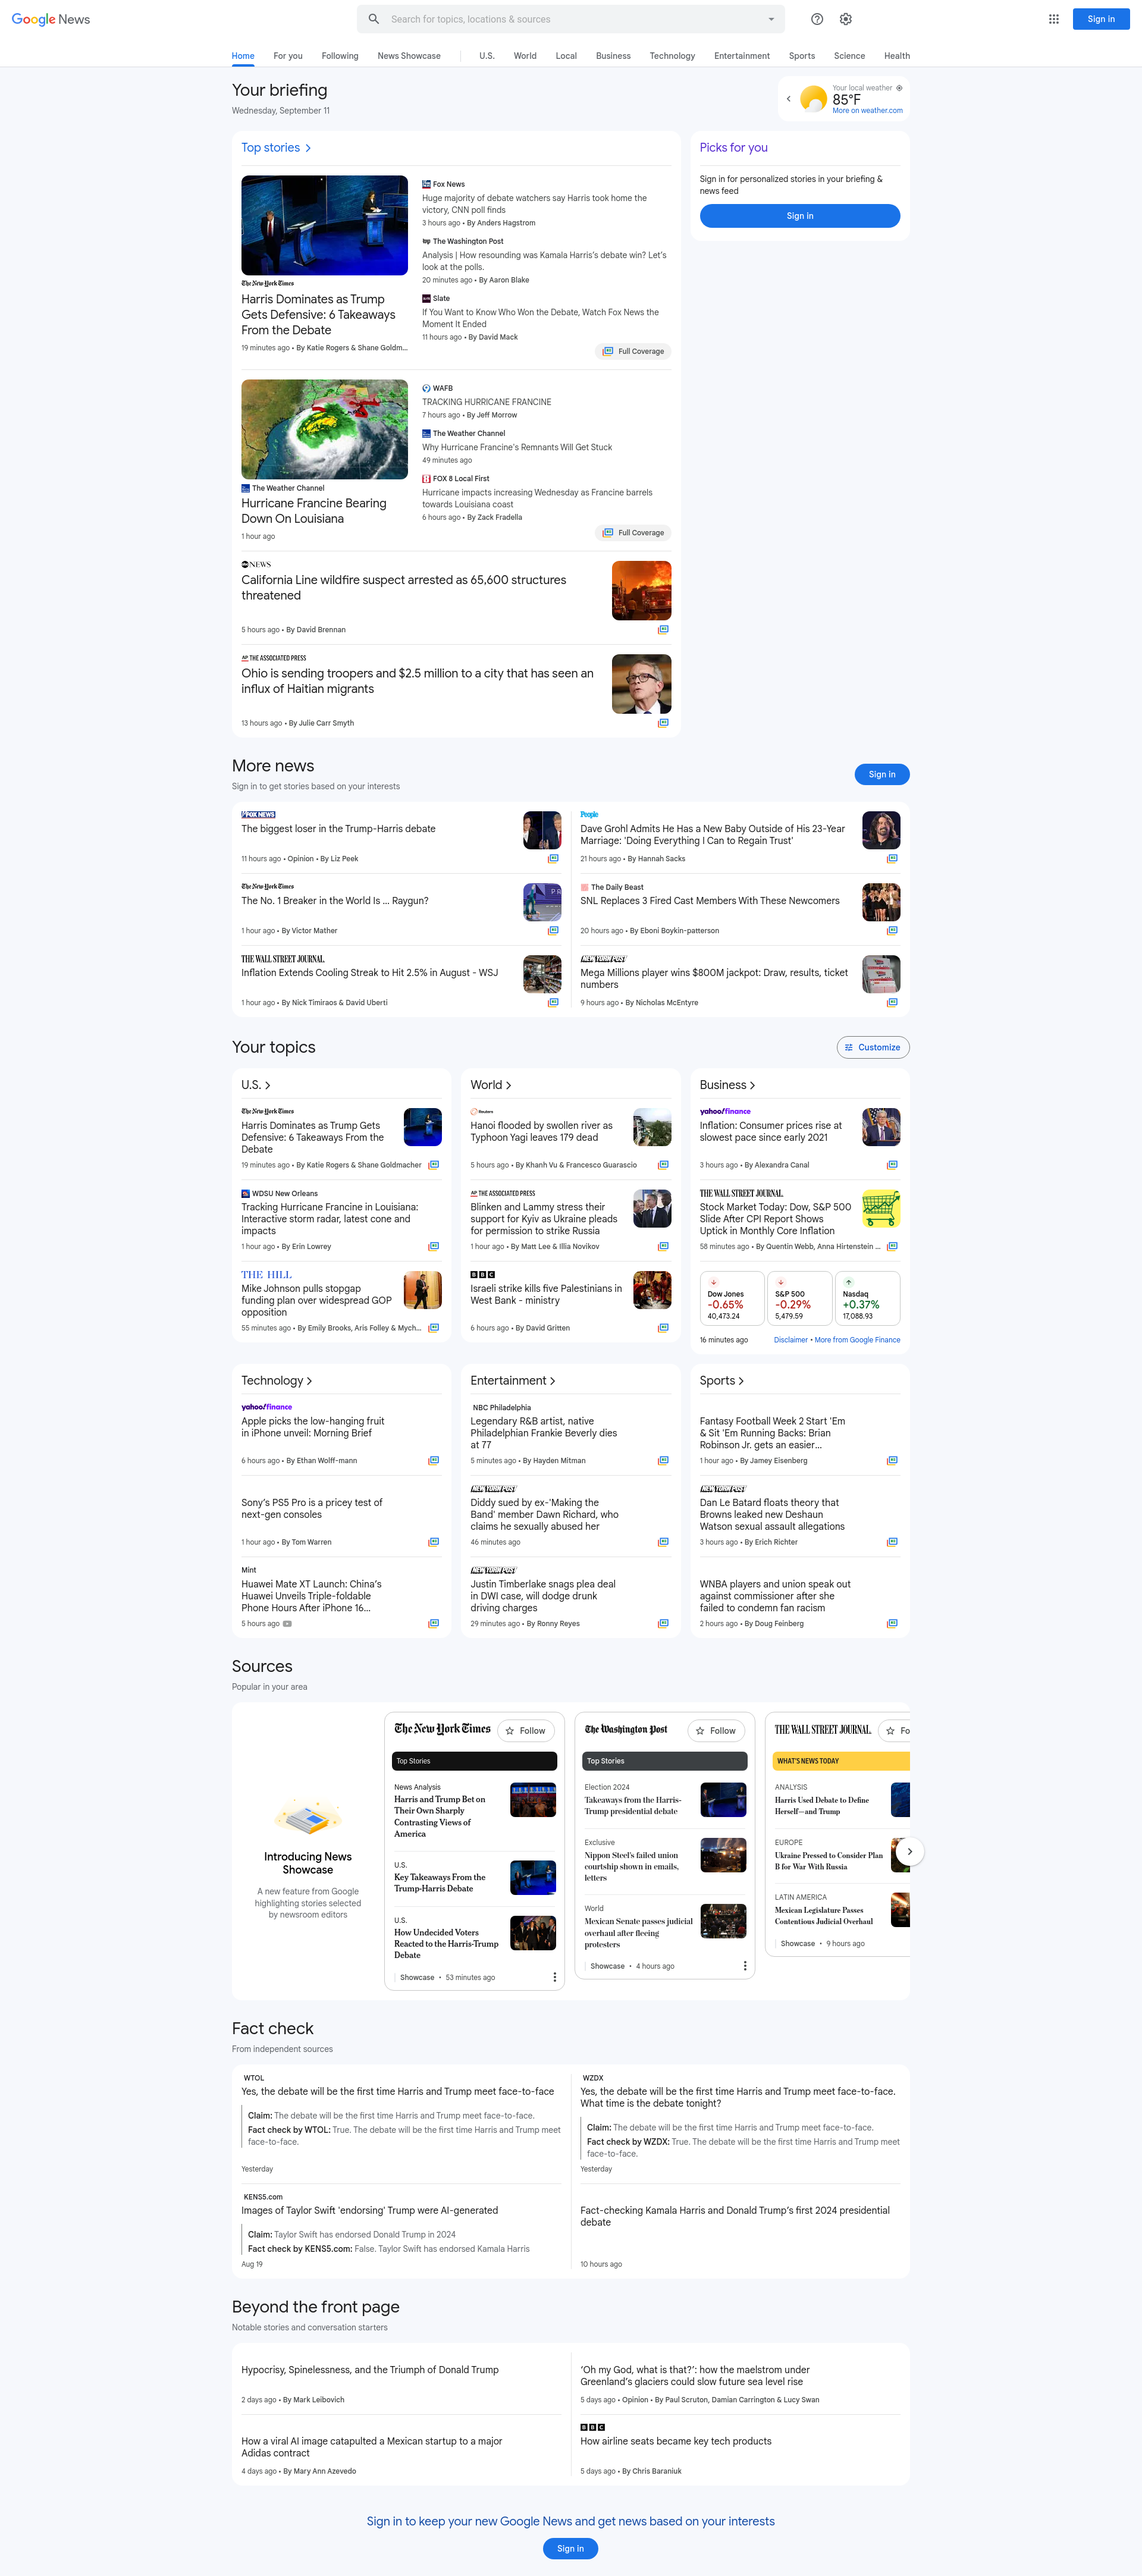 Google News
Search for topics, locations & sources
Sign in
Home
For you
Following
News Showcase
U.S.
World
Local
Business
Technology
Entertainment
Sports
Science
Health
Your briefing
Wednesday, September 11
Your local weather
85°F
More on weather.com
Top stories
The New York Times
Harris Dominates as Trump
Gets Defensive: 6 Takeaways
From the Debate
19 minutes ago • By Katie Rogers & Shane Goldm...
Fox News
Huge majority of debate watchers say Harris took home the
victory, CNN poll finds
3 hours ago • By Anders Hagstrom
The Washington Post
Analysis | How resounding was Kamala Harris's debate win? Let's
look at the polls.
20 minutes ago • By Aaron Blake
Slate
If You Want to Know Who Won the Debate, Watch Fox News the
Moment It Ended
11 hours ago • By David Mack
Full Coverage
The Weather Channel
Hurricane Francine Bearing
Down On Louisiana
1 hour ago
WAFB
TRACKING HURRICANE FRANCINE
7 hours ago • By Jeff Morrow
The Weather Channel
Why Hurricane Francine's Remnants Will Get Stuck
49 minutes ago
FOX 8 Local First
Hurricane impacts increasing Wednesday as Francine barrels
towards Louisiana coast
6 hours ago • By Zack Fradella
Full Coverage
abc NEWS
California Line wildfire suspect arrested as 65,600 structures
threatened
5 hours ago • By David Brennan
AP THE ASSOCIATED PRESS
Ohio is sending troopers and $2.5 million to a city that has seen an
influx of Haitian migrants
13 hours ago • By Julie Carr Smyth
Picks for you
Sign in for personalized stories in your briefing &
news feed
Sign in
More news
Sign in to get stories based on your interests
Sign in
FOX NEWS
The biggest loser in the Trump-Harris debate
11 hours ago • Opinion • By Liz Peek
The New York Times
The No. 1 Breaker in the World Is … Raygun?
1 hour ago • By Victor Mather
THE WALL STREET JOURNAL.
Inflation Extends Cooling Streak to Hit 2.5% in August - WSJ
1 hour ago • By Nick Timiraos & David Uberti
People
Dave Grohl Admits He Has a New Baby Outside of His 23-Year
Marriage: 'Doing Everything I Can to Regain Trust'
21 hours ago • By Hannah Sacks
The Daily Beast
SNL Replaces 3 Fired Cast Members With These Newcomers
20 hours ago • By Eboni Boykin-patterson
NEW YORK POST
Mega Millions player wins $800M jackpot: Draw, results, ticket
numbers
9 hours ago • By Nicholas McEntyre
Your topics
Customize
U.S.
The New York Times
Harris Dominates as Trump Gets
Defensive: 6 Takeaways From the
Debate
19 minutes ago • By Katie Rogers & Shane Goldmacher
WDSU New Orleans
Tracking Hurricane Francine in Louisiana:
Interactive storm radar, latest cone and
impacts
1 hour ago • By Erin Lowrey
THE HILL
Mike Johnson pulls stopgap
funding plan over widespread GOP
opposition
55 minutes ago • By Emily Brooks, Aris Folley & Mych...
World
Reuters
Hanoi flooded by swollen river as
Typhoon Yagi leaves 179 dead
5 hours ago • By Khanh Vu & Francesco Guarascio
AP THE ASSOCIATED PRESS
Blinken and Lammy stress their
support for Kyiv as Ukraine pleads
for permission to strike Russia
1 hour ago • By Matt Lee & Illia Novikov
BBC
Israeli strike kills five Palestinians in
West Bank - ministry
6 hours ago • By David Gritten
Business
yahoo!finance
Inflation: Consumer prices rise at
slowest pace since early 2021
3 hours ago • By Alexandra Canal
THE WALL STREET JOURNAL.
Stock Market Today: Dow, S&P 500
Slide After CPI Report Shows
Uptick in Monthly Core Inflation
58 minutes ago • By Quentin Webb, Anna Hirtenstein ...
Dow Jones
-0.65%
40,473.24
S&P 500
-0.29%
5,479.59
Nasdaq
+0.37%
17,088.93
16 minutes ago
Disclaimer • More from Google Finance
Technology
yahoo!finance
Apple picks the low-hanging fruit
in iPhone unveil: Morning Brief
6 hours ago • By Ethan Wolff-mann
Sony's PS5 Pro is a pricey test of
next-gen consoles
1 hour ago • By Tom Warren
Mint
Huawei Mate XT Launch: China's
Huawei Unveils Triple-foldable
Phone Hours After iPhone 16...
5 hours ago
Entertainment
NBC Philadelphia
Legendary R&B artist, native
Philadelphian Frankie Beverly dies
at 77
5 minutes ago • By Hayden Mitman
NEW YORK POST
Diddy sued by ex-'Making the
Band' member Dawn Richard, who
claims he sexually abused her
46 minutes ago
NEW YORK POST
Justin Timberlake snags plea deal
in DWI case, will dodge drunk
driving charges
29 minutes ago • By Ronny Reyes
Sports
Fantasy Football Week 2 Start 'Em
& Sit 'Em Running Backs: Brian
Robinson Jr. gets an easier...
1 hour ago • By Jamey Eisenberg
NEW YORK POST
Dan Le Batard floats theory that
Browns leaked new Deshaun
Watson sexual assault allegations
3 hours ago • By Erich Richter
WNBA players and union speak out
against commissioner after she
failed to condemn fan racism
2 hours ago • By Doug Feinberg
Sources
Popular in your area
Introducing News
Showcase
A new feature from Google
highlighting stories selected
by newsroom editors
The New York Times
Follow
Top Stories
News Analysis
Harris and Trump Bet on
Their Own Sharply
Contrasting Views of
America
U.S.
Key Takeaways From the
Trump-Harris Debate
U.S.
How Undecided Voters
Reacted to the Harris-Trump
Debate
Showcase • 53 minutes ago
The Washington Post
Follow
Top Stories
Election 2024
Takeaways from the Harris-
Trump presidential debate
Exclusive
Nippon Steel's failed union
courtship shown in emails,
letters
World
Mexican Senate passes judicial
overhaul after fleeing
protesters
Showcase • 4 hours ago
THE WALL STREET JOURNAL.
Fo
WHAT'S NEWS TODAY
ANALYSIS
Harris Used Debate to Define
Herself—and Trump
EUROPE
Ukraine Pressed to Consider Plan
B for War With Russia
LATIN AMERICA
Mexican Legislature Passes
Contentious Judicial Overhaul
Showcase • 9 hours ago
Fact check
From independent sources
WTOL
Yes, the debate will be the first time Harris and Trump meet face-to-face
Claim: The debate will be the first time Harris and Trump meet face-to-face.
Fact check by WTOL: True. The debate will be the first time Harris and Trump meet
face-to-face.
Yesterday
WZDX
Yes, the debate will be the first time Harris and Trump meet face-to-face.
What time is the debate tonight?
Claim: The debate will be the first time Harris and Trump meet face-to-face.
Fact check by WZDX: True. The debate will be the first time Harris and Trump meet
face-to-face.
Yesterday
KENS5.com
Images of Taylor Swift 'endorsing' Trump were AI-generated
Claim: Taylor Swift has endorsed Donald Trump in 2024
Fact check by KENS5.com: False. Taylor Swift has endorsed Kamala Harris
Aug 19
Fact-checking Kamala Harris and Donald Trump's first 2024 presidential
debate
10 hours ago
Beyond the front page
Notable stories and conversation starters
Hypocrisy, Spinelessness, and the Triumph of Donald Trump
2 days ago • By Mark Leibovich
'Oh my God, what is that?': how the maelstrom under
Greenland's glaciers could slow future sea level rise
5 days ago • Opinion • By Paul Scruton, Damian Carrington & Lucy Swan
How a viral AI image catapulted a Mexican startup to a major
Adidas contract
4 days ago • By Mary Ann Azevedo
BBC
How airline seats became key tech products
5 days ago • By Chris Baraniuk
Sign in to keep your new Google News and get news based on your interests
Sign in